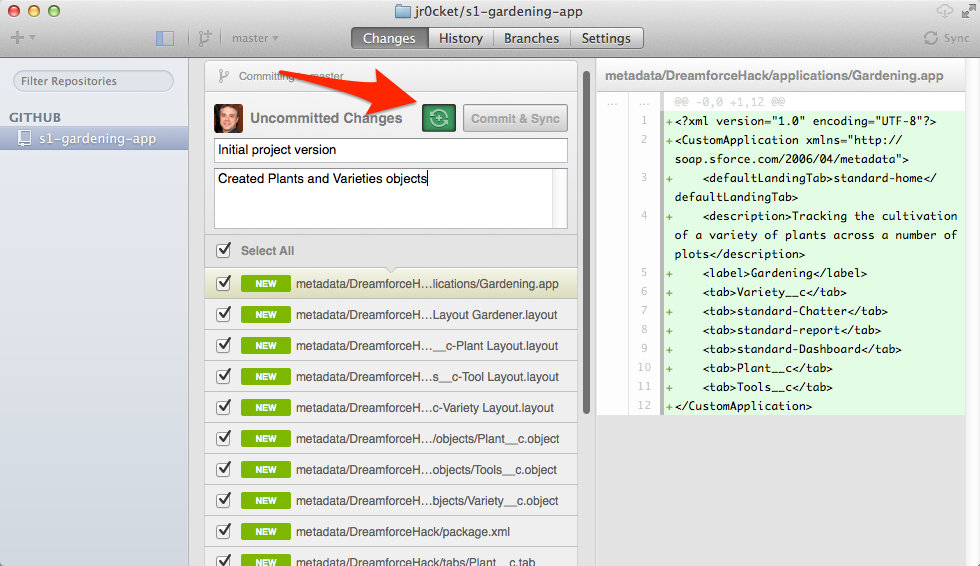 jr0cket/s1-gardening-app
master
Changes
History
Branches
Settings
Sync
Filter Repositories
GITHUB
s1-gardening-app
Committing to master
Uncommitted Changes
Commit & Sync
Initial project version
Created Plants and Varieties objects
Select All
NEW metadata/DreamforceH...lications/Gardening.app
NEW metadata/DreamforceH...Layout Gardener.layout
NEW metadata/DreamforceH...__c-Plant Layout.layout
NEW metadata/DreamforceH...s__c-Tool Layout.layout
NEW metadata/DreamforceH...c-Variety Layout.layout
NEW metadata/DreamforceH.../objects/Plant__c.object
NEW metadata/DreamforceH...objects/Tools__c.object
NEW metadata/DreamforceH...bjects/Variety__c.object
NEW metadata/DreamforceHack/package.xml
NEW metadata/DreamforceHack/tabs/Plant__c.tab
metadata/DreamforceHack/applications/Gardening.app
... ... @@ -0,0 +1,12 @@
1 +<?xml version="1.0" encoding="UTF-8"?>
2 +<CustomApplication xmlns="http://
soap.sforce.com/2006/04/metadata">
3 + <defaultLandingTab>standard-home</
defaultLandingTab>
4 + <description>Tracking the cultivation
of a variety of plants across a number of
plots</description>
5 + <label>Gardening</label>
6 + <tab>Variety__c</tab>
7 + <tab>standard-Chatter</tab>
8 + <tab>standard-report</tab>
9 + <tab>standard-Dashboard</tab>
10 + <tab>Plant__c</tab>
11 + <tab>Tools__c</tab>
12 +</CustomApplication>